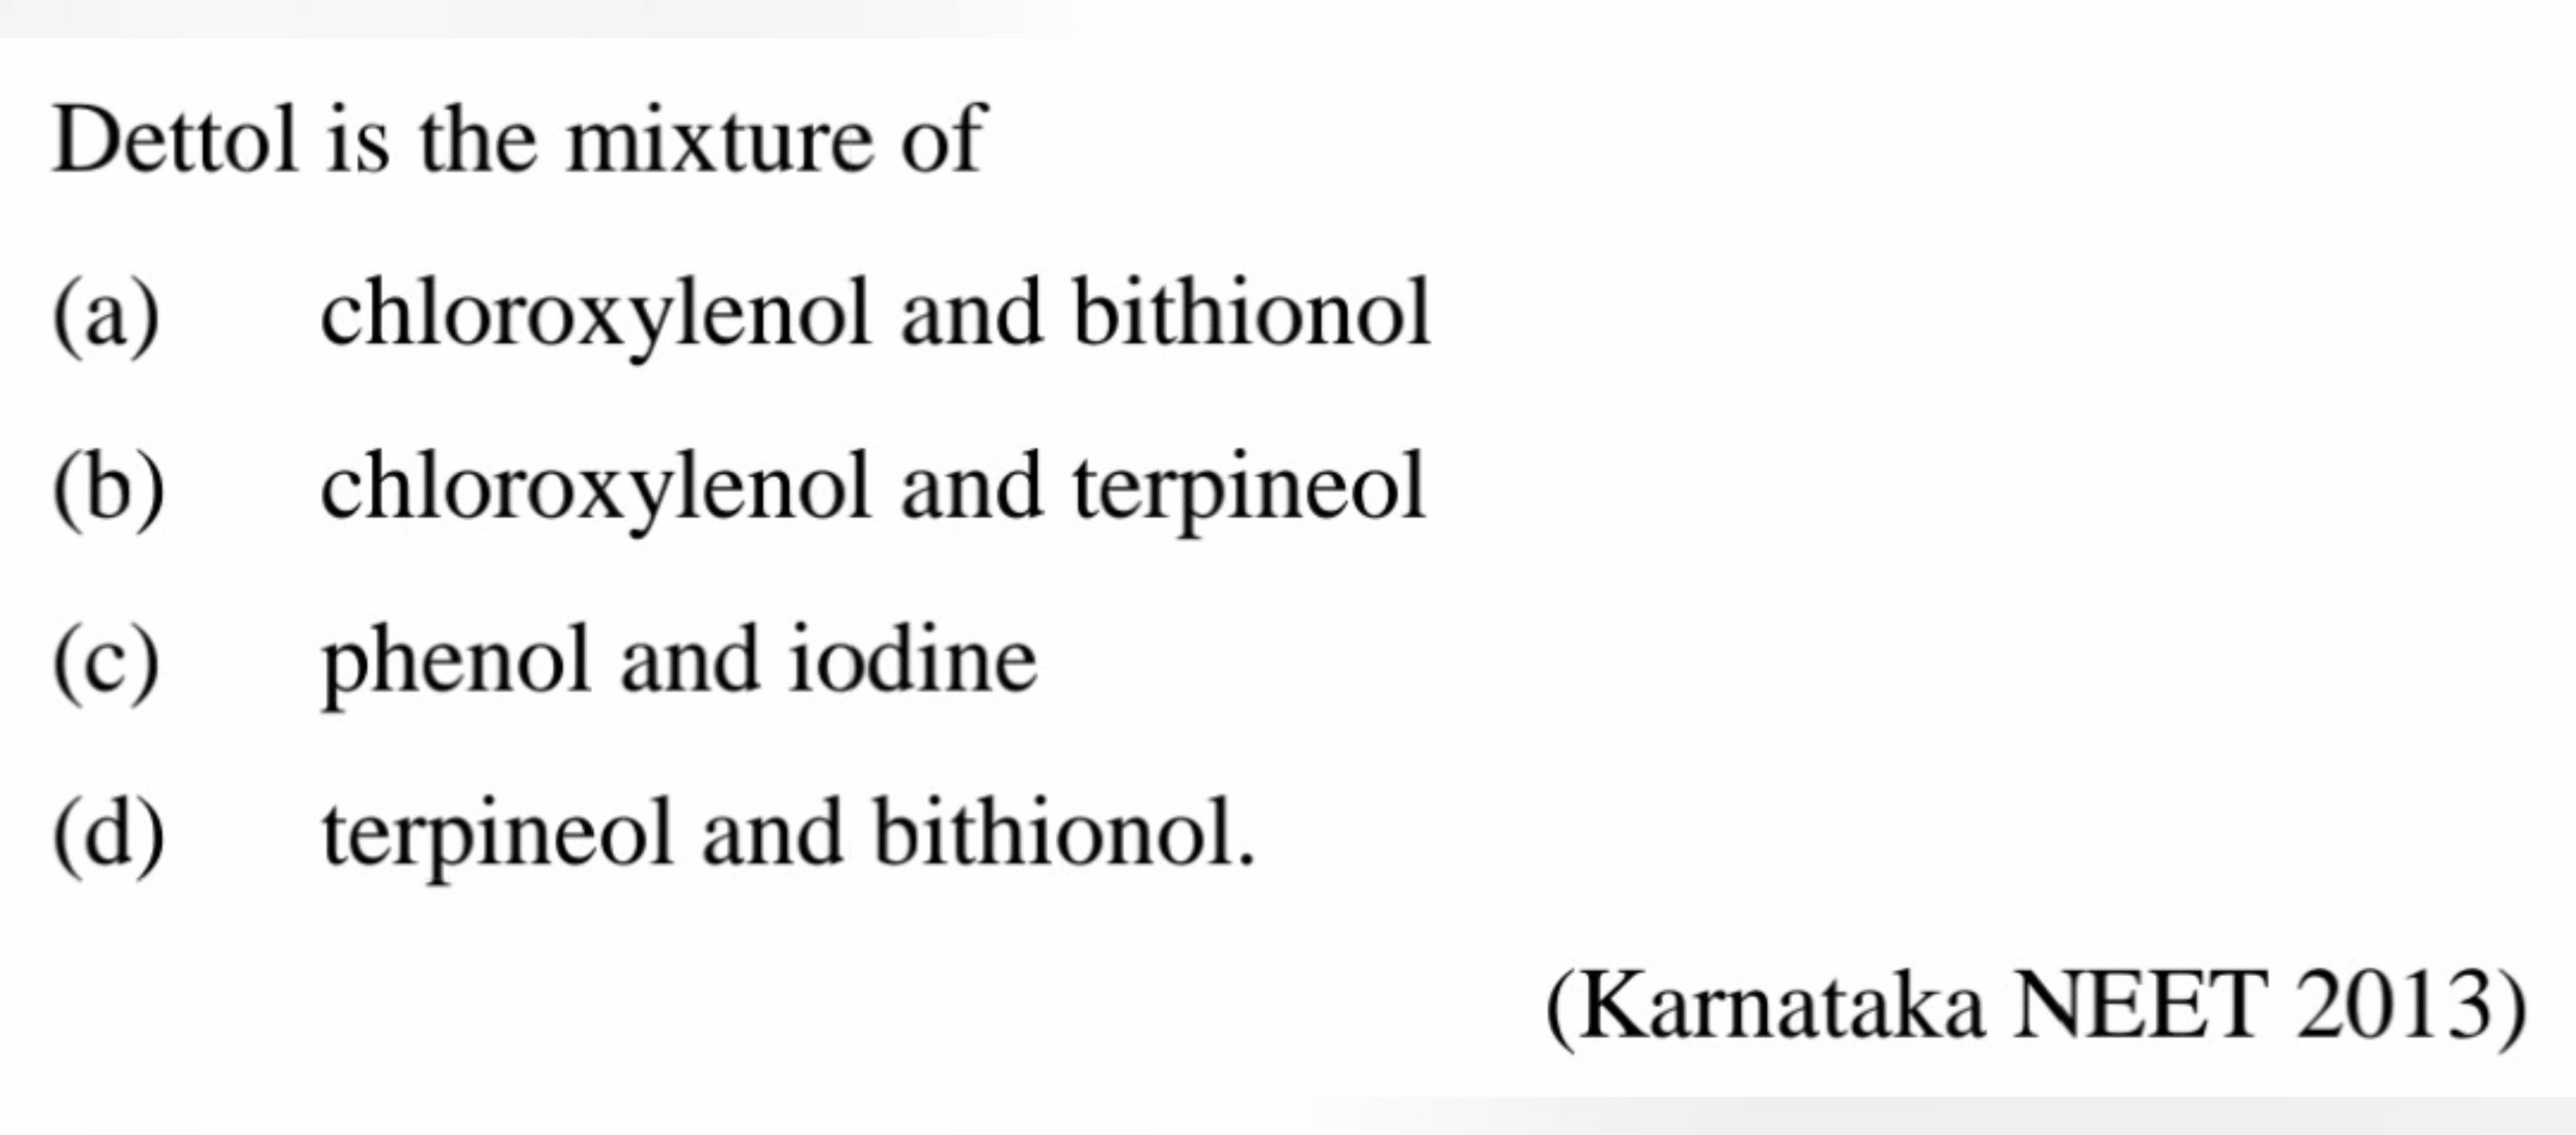 Dettol is the mixture of
(a) chloroxylenol and bithionol
(b) chloroxylenol and terpineol
(c) phenol and iodine
(d) terpineol and bithionol.
(Karnataka NEET 2013)